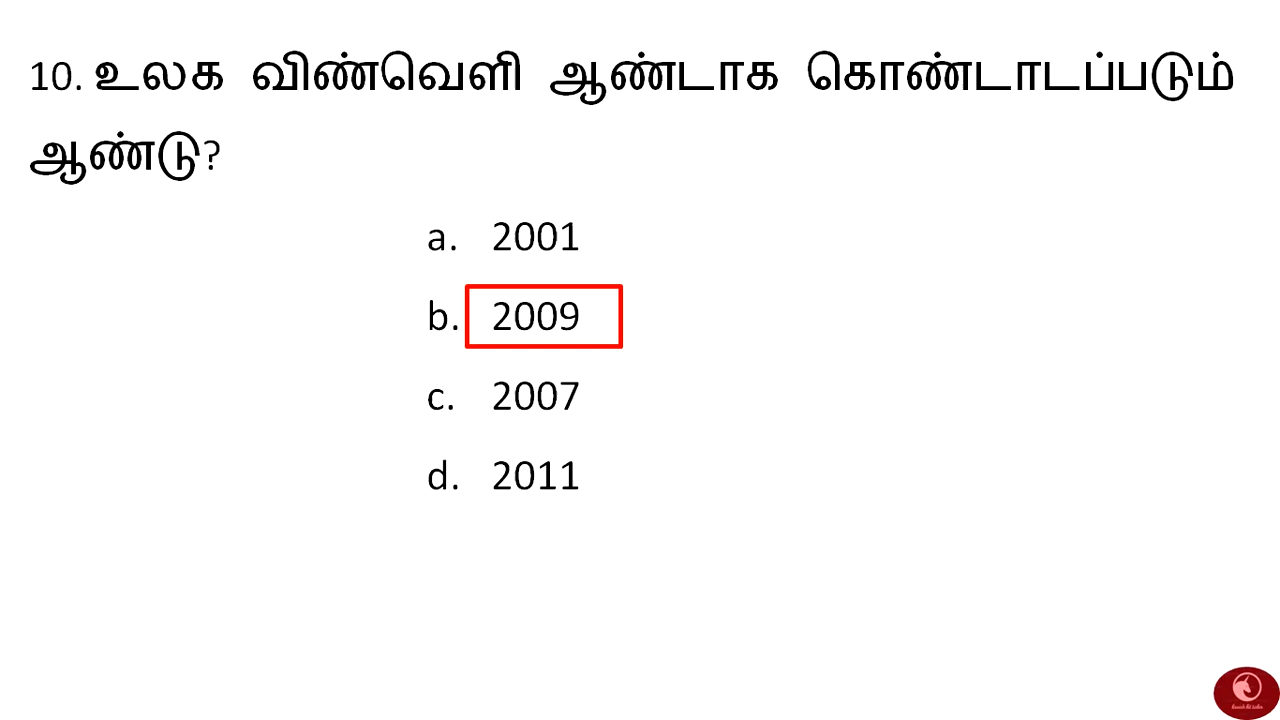 10. உலக விண்வெளி ஆண்டாக கொண்டாடப்படும்
ஆண்டு?
a. 2001
b. 2009
c. 2007
d. 2011